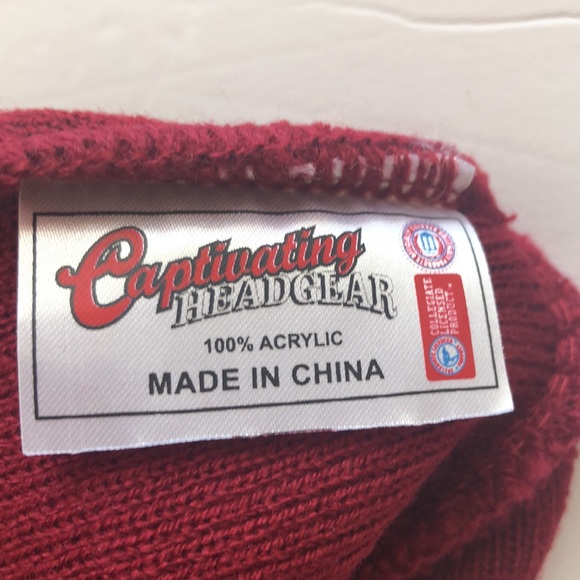 Captivating
HEADGEAR
100% ACRYLIC
MADE IN CHINA
COLLEGIATE
LICENSED
PRODUCT